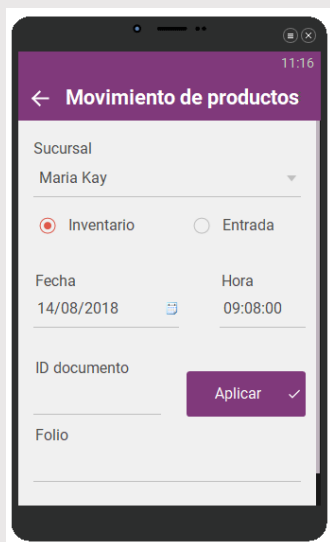 11:16
Movimiento de productos
Sucursal
Maria Kay
Inventario Entrada
Fecha Hora
14/08/2018 09:08:00
ID documento
Aplicar
Folio